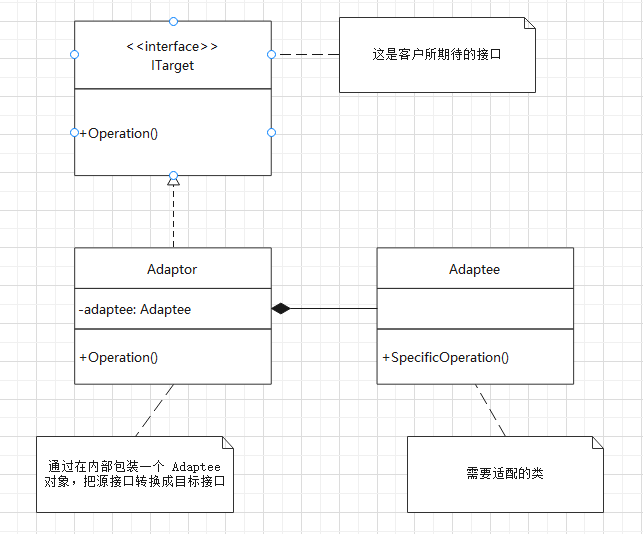 <<interface>>
ITarget
+Operation()
这是客户所期待的接口
Adaptor
-adaptee: Adaptee
+Operation()
Adaptee
+SpecificOperation()
通过在内部包装一个 Adaptee
对象，把源接口转换成目标接口
需要适配的类